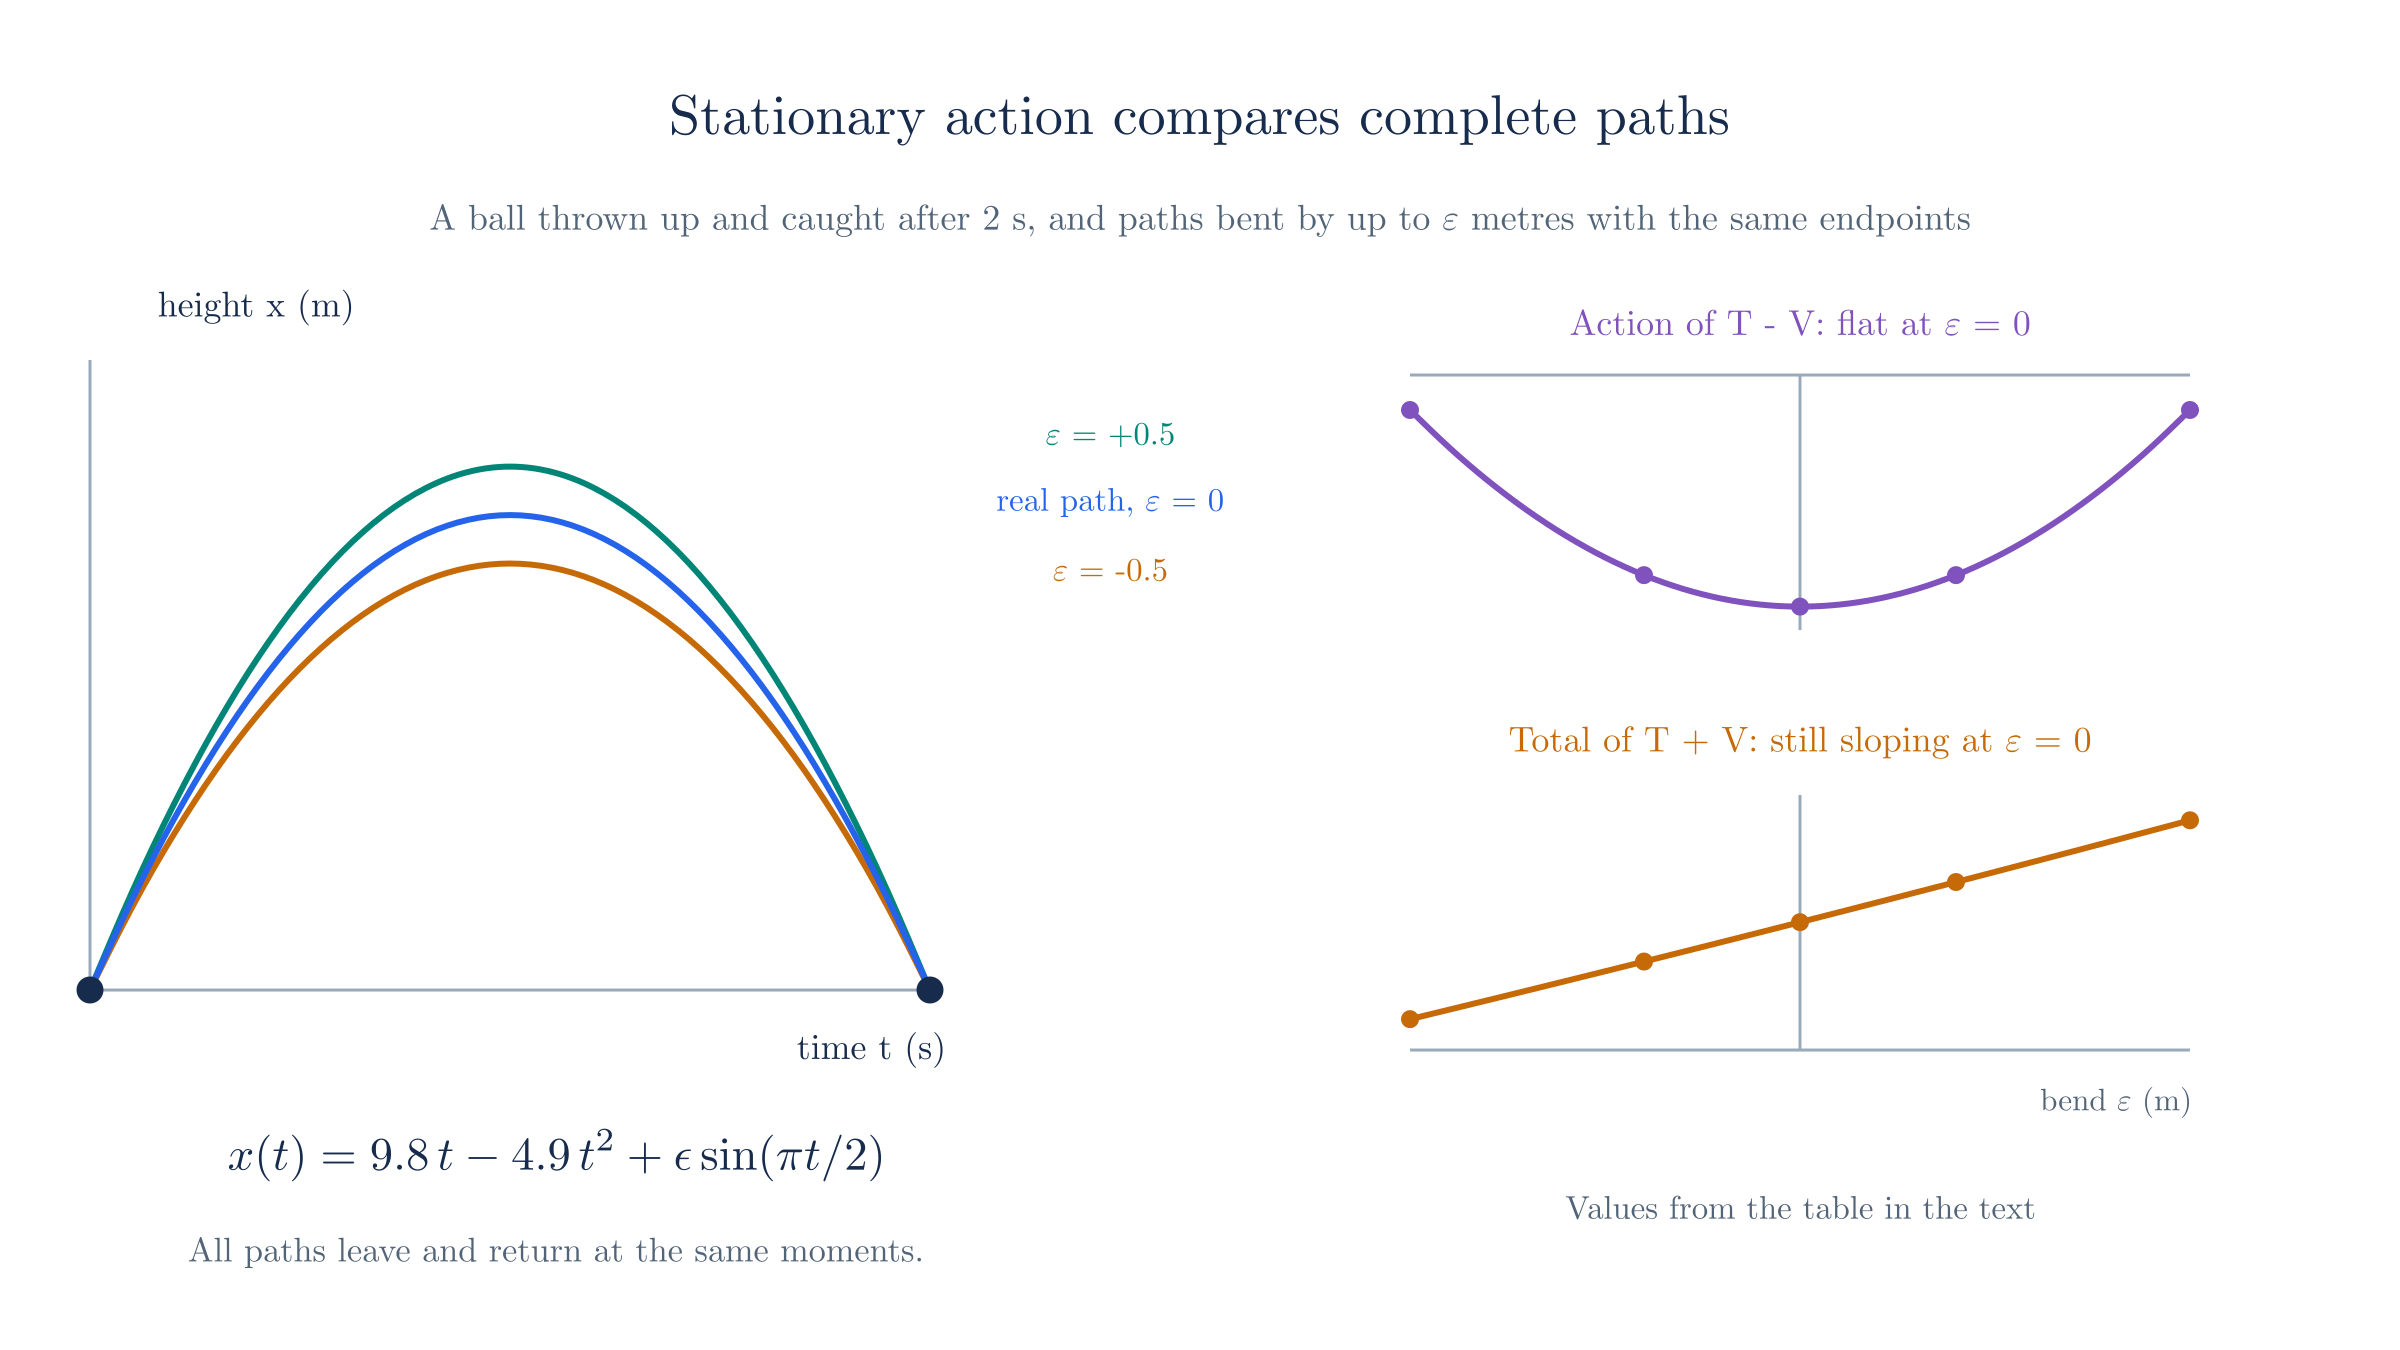 Stationary action compares complete paths
A ball thrown up and caught after 2 s, and paths bent by up to ε metres with the same endpoints
height x (m)
ε = +0.5
real path, ε = 0
ε = -0.5
time t (s)
x(t) = 9.8 t − 4.9 t² + ϵ sin(πt/2)
All paths leave and return at the same moments.
Action of T - V: flat at ε = 0
Total of T + V: still sloping at ε = 0
bend ε (m)
Values from the table in the text